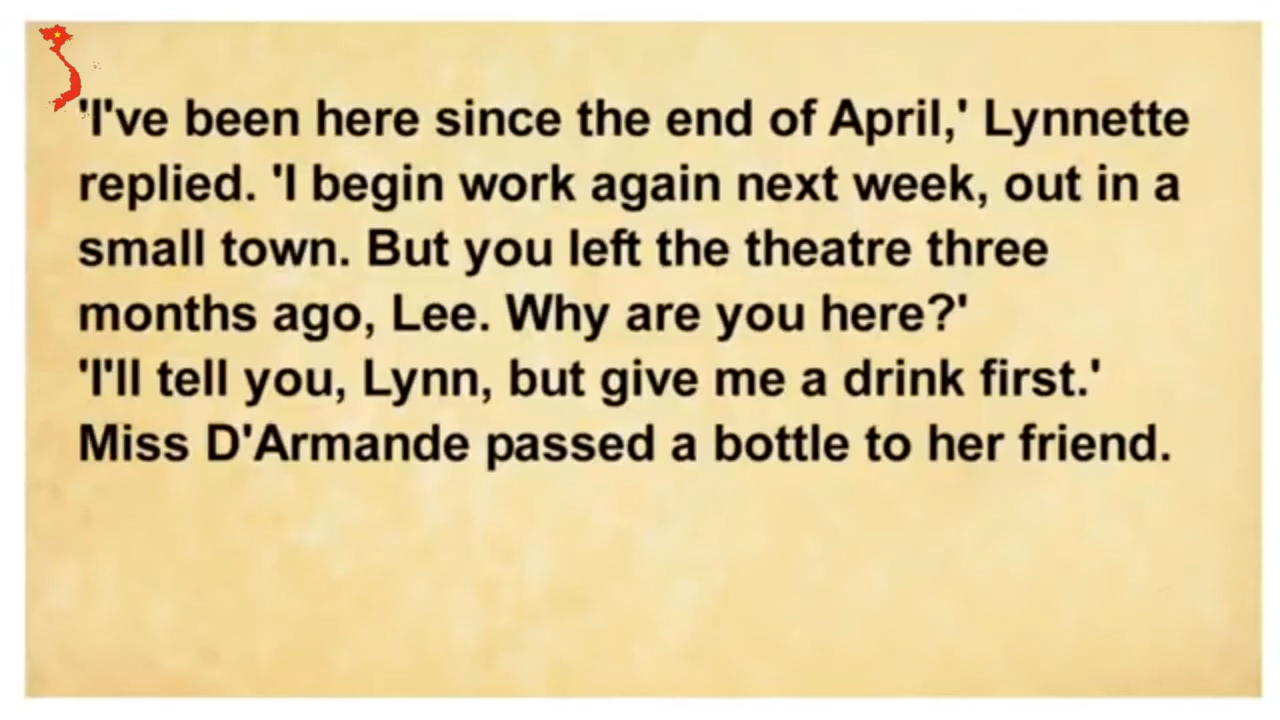 'I've been here since the end of April,' Lynnette
replied. 'I begin work again next week, out in a
small town. But you left the theatre three
months ago, Lee. Why are you here?'
'I'll tell you, Lynn, but give me a drink first.'
Miss D'Armande passed a bottle to her friend.